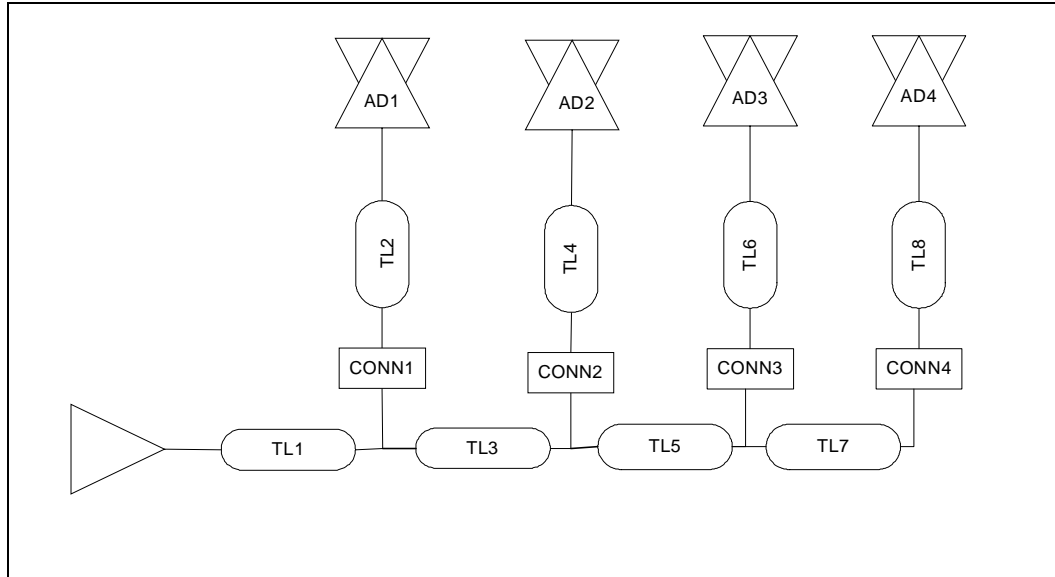 AD1
AD2
AD3
AD4
TL2
TL4
TL6
TL8
CONN1
CONN2
CONN3
CONN4
TL1
TL3
TL5
TL7